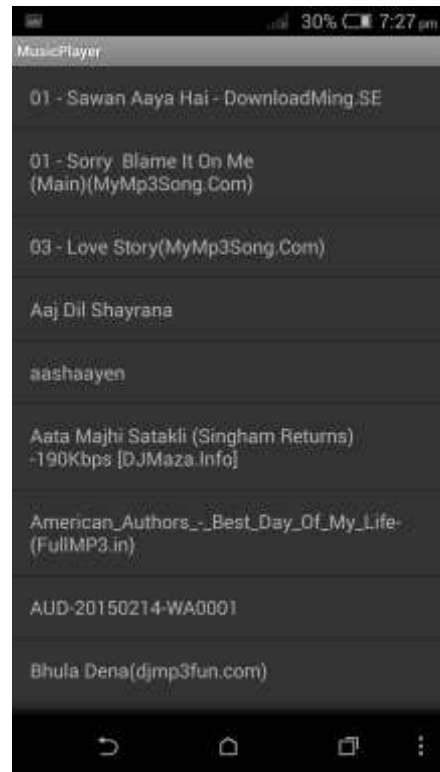 30% 7:27 pm
MusicPlayer
01 - Sawan Aaya Hai - DownloadMing.SE
01 - Sorry Blame It On Me
(Main)(MyMp3Song.Com)
03 - Love Story(MyMp3Song.Com)
Aaj Dil Shayrana
aashaayen
Aata Majhi Satakli (Singham Returns)
-190Kbps [DJMaza.Info]
American_Authors_-_Best_Day_Of_My_Life-
(FullMP3.in)
AUD-20150214-WA0001
Bhula Dena(djmp3fun.com)